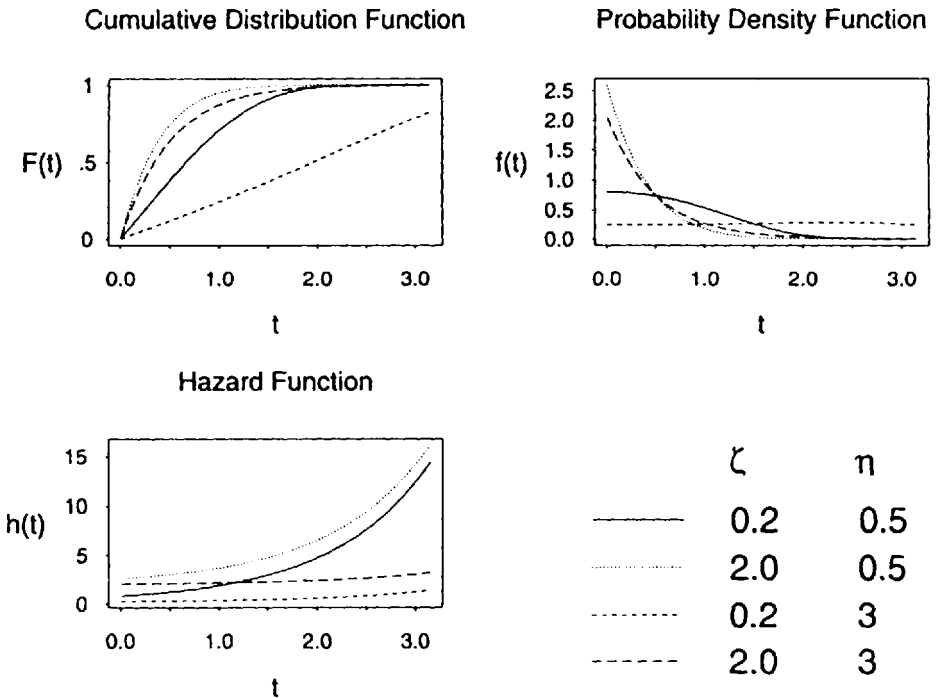 Cumulative Distribution Function
1
.5
0
F(t)
0.0 1.0 2.0 3.0
t
Probability Density Function
2.5
2.0
1.5
1.0
0.5
0.0
f(t)
0.0 1.0 2.0 3.0
t
Hazard Function
15
10
5
0
h(t)
0.0 1.0 2.0 3.0
t
ζ η
0.2 0.5
2.0 0.5
0.2 3
2.0 3